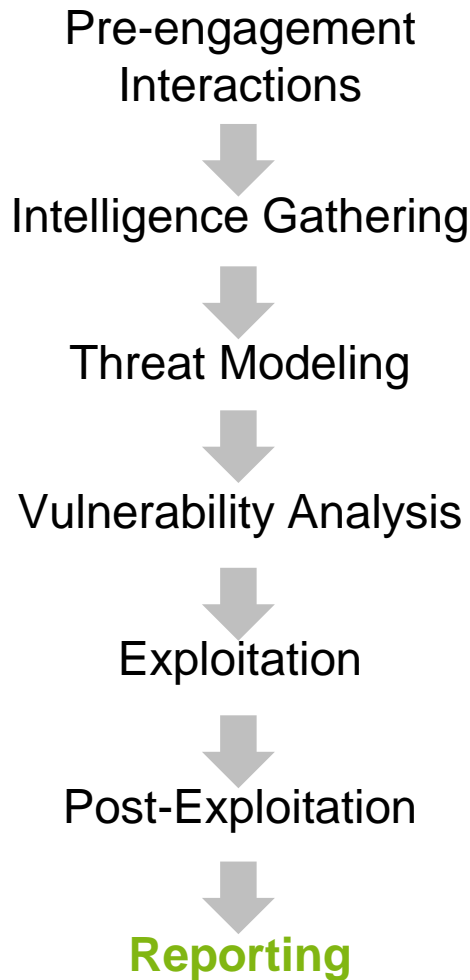 Pre-engagement
Interactions
Intelligence Gathering
Threat Modeling
Vulnerability Analysis
Exploitation
Post-Exploitation
Reporting